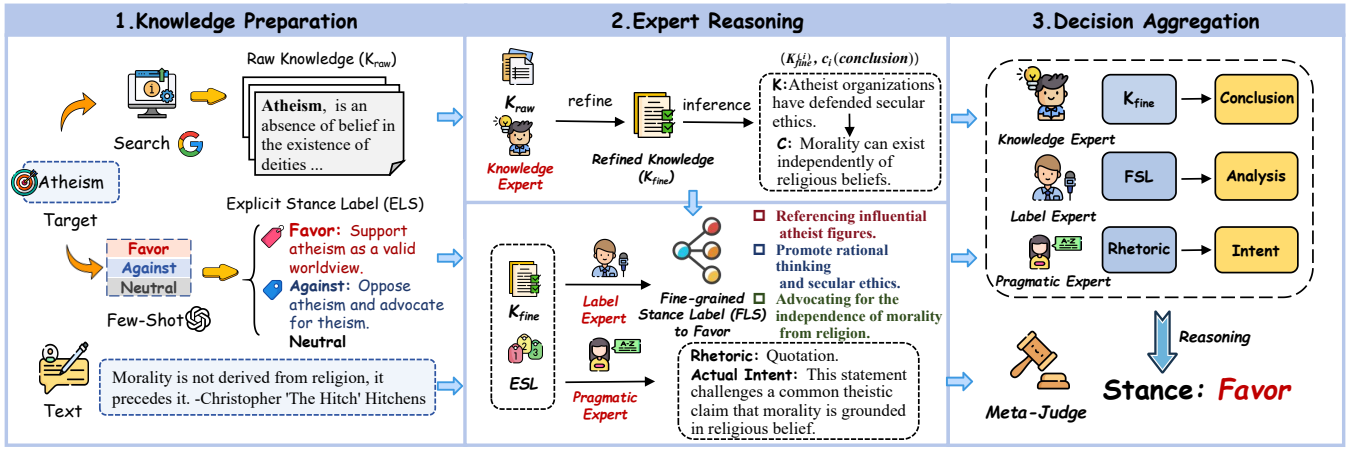 1.Knowledge Preparation
Raw Knowledge (Kraw)
Search
Atheism, is an
absence of belief in
the existence of
deities ...
Atheism
Target
Explicit Stance Label (ELS)
Favor
Against
Neutral
Few-Shot
Favor: Support
atheism as a valid
worldview.
Against: Oppose
atheism and advocate
for theism.
Neutral
Text
Morality is not derived from religion, it
precedes it. -Christopher 'The Hitch' Hitchens
2.Expert Reasoning
Kraw
Knowledge
Expert
refine
Refined Knowledge
(Kfine)
inference
(K(i)fine, ci(conclusion))
K:Atheist organizations
have defended secular
ethics.
C: Morality can exist
independently of
religious beliefs.
Kfine
1 2 3
ESL
Label
Expert
A-Z
Pragmatic
Expert
Fine-grained
Stance Label (FLS)
to Favor
Referencing influential
atheist figures.
Promote rational
thinking
and secular ethics.
Advocating for the
independence of morality
from religion.
Rhetoric: Quotation.
Actual Intent: This statement
challenges a common theistic
claim that morality is grounded
in religious belief.
3.Decision Aggregation
Knowledge Expert
Kfine
Conclusion
Label Expert
FSL
Analysis
A-Z
Pragmatic Expert
Rhetoric
Intent
Reasoning
Meta-Judge
Stance: Favor